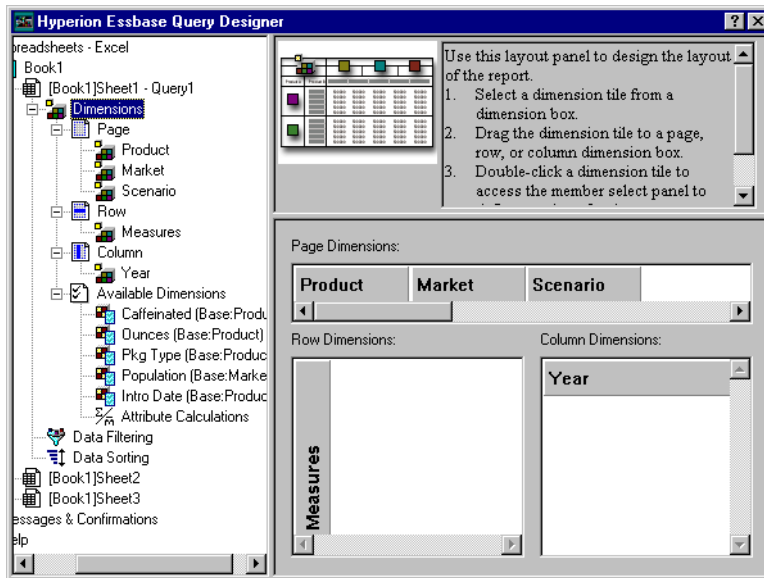 Hyperion Essbase Query Designer
preadsheets - Excel
Book1
[Book1]Sheet1 - Query1
Dimensions
Page
Product
Market
Scenario
Row
Measures
Column
Year
Available Dimensions
Caffeinated (Base:Produ
Ounces (Base:Product)
Pkg Type (Base:Produc
Population (Base:Marke
Intro Date (Base:Produc
Attribute Calculations
Data Filtering
Data Sorting
[Book1]Sheet2
[Book1]Sheet3
essages & Confirmations
elp
Use this layout panel to design the layout
of the report.
1. Select a dimension tile from a
dimension box.
2. Drag the dimension tile to a page,
row, or column dimension box.
3. Double-click a dimension tile to
access the member select panel to
Page Dimensions:
Product Market Scenario
Row Dimensions:
Measures
Column Dimensions:
Year